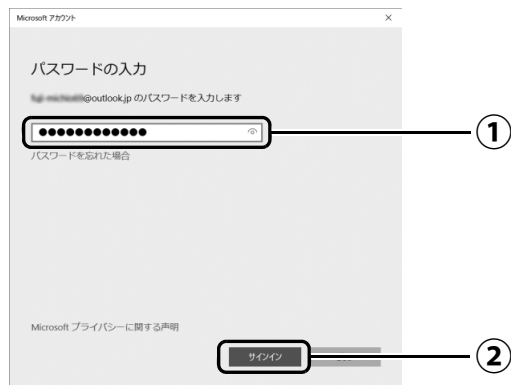 Microsoft アカウント
パスワードの入力
@outlook.jp のパスワードを入力します
●●●●●●●●●●●●
①
パスワードを忘れた場合
Microsoft プライバシーに関する声明
サインイン
②